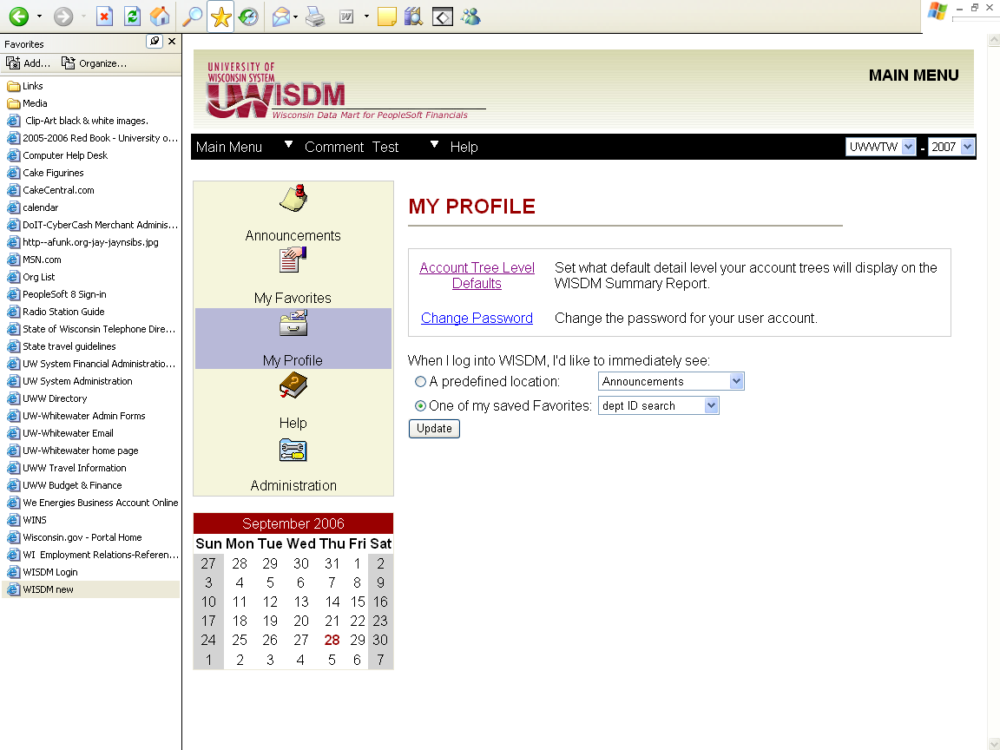 Favorites
Add... Organize...
Links
Media
Clip-Art black & white images.
2005-2006 Red Book - University o...
Computer Help Desk
Cake Figurines
CakeCentral.com
calendar
DoIT-CyberCash Merchant Adminis...
http--afunk.org-jay-jaynsibs.jpg
MSN.com
Org List
PeopleSoft 8 Sign-in
Radio Station Guide
State of Wisconsin Telephone Dire...
State travel guidelines
UW System Financial Administratio...
UW System Administration
UWW Directory
UW-Whitewater Admin Forms
UW-Whitewater Email
UW-Whitewater home page
UWW Travel Information
UWW Budget & Finance
We Energies Business Account Online
WINS
Wisconsin.gov - Portal Home
WI Employment Relations-Referen...
WISDM Login
WISDM new
UNIVERSITY OF
WISCONSIN SYSTEM
UWISDM
Wisconsin Data Mart for PeopleSoft Financials
MAIN MENU
Main Menu Comment Test Help UWWTW - 2007
Announcements
My Favorites
My Profile
Help
Administration
September 2006
Sun Mon Tue Wed Thu Fri Sat
27 28 29 30 31 1 2
3 4 5 6 7 8 9
10 11 12 13 14 15 16
17 18 19 20 21 22 23
24 25 26 27 28 29 30
1 2 3 4 5 6 7
MY PROFILE
Account Tree Level Defaults Set what default detail level your account trees will display on the
WISDM Summary Report.
Change Password Change the password for your user account.
When I log into WISDM, I'd like to immediately see:
A predefined location: Announcements
One of my saved Favorites: dept ID search
Update